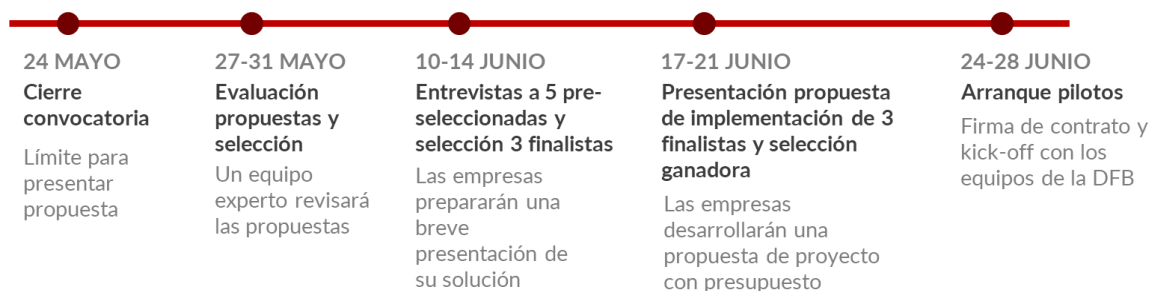 24 MAYO
Cierre
convocatoria
Límite para
presentar
propuesta
27-31 MAYO
Evaluación
propuestas y
selección
Un equipo
experto revisará
las propuestas
10-14 JUNIO
Entrevistas a 5 pre-
seleccionadas y
selección 3 finalistas
Las empresas
prepararán una
breve
presentación de
su solución
17-21 JUNIO
Presentación propuesta
de implementación de 3
finalistas y selección
ganadora
Las empresas
desarrollarán una
propuesta de proyecto
con presupuesto
24-28 JUNIO
Arranque pilotos
Firma de contrato y
kick-off con los
equipos de la DFB